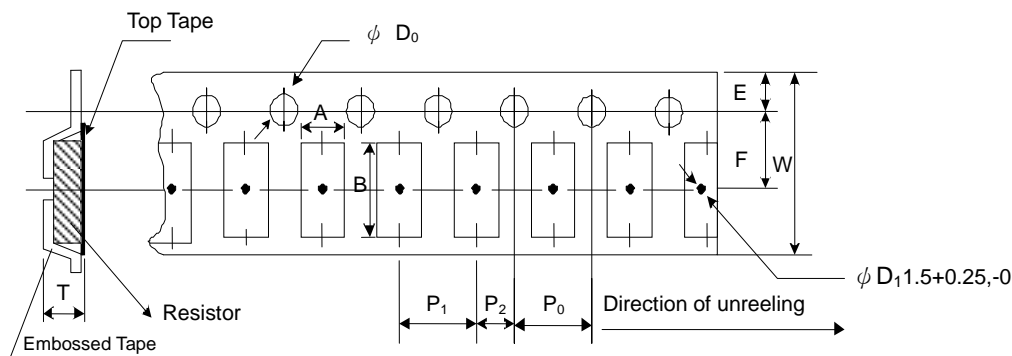 Top Tape
ψ D₀
E
A
F
W
B
ψ D₁ 1.5+0.25,-0
T
P₁
P₂
P₀
Direction of unreeling
Resistor
Embossed Tape